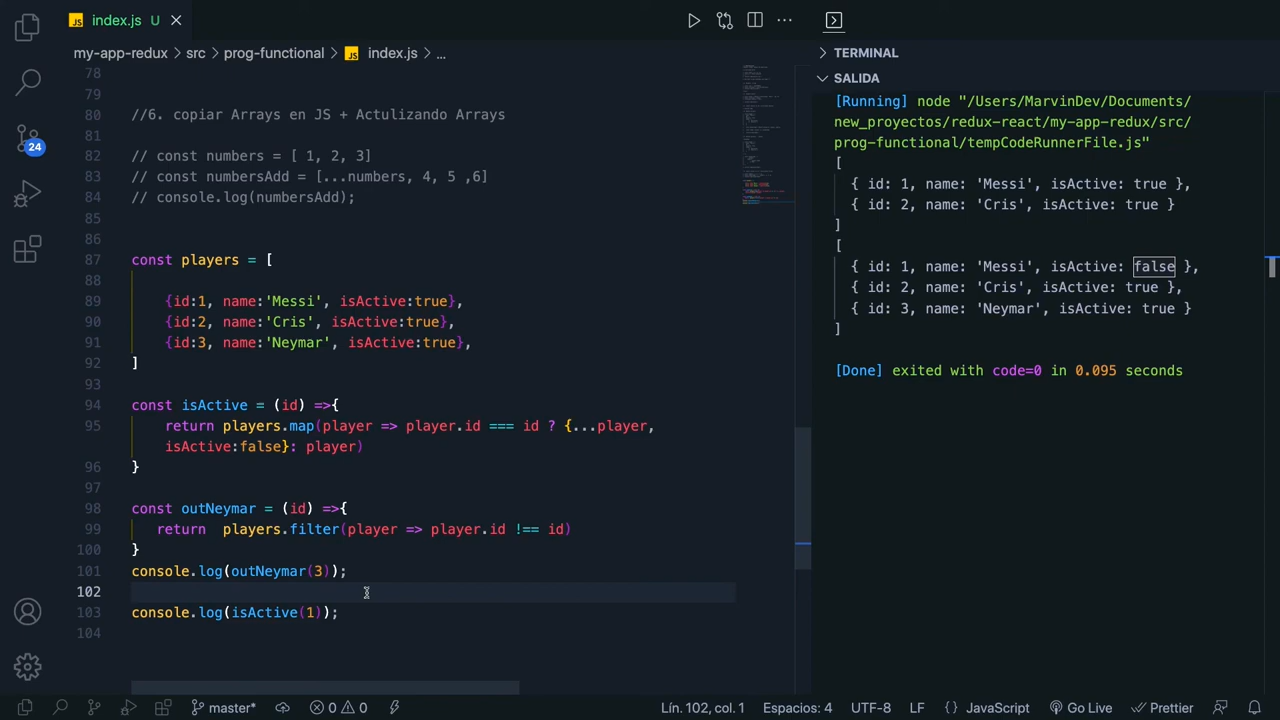 JS index.js U
my-app-redux > src > prog-functional > JS index.js > ...
78
79
80 //6. copiar Arrays con ... + Actulizando Arrays
81
82 // const numbers = [1, 2, 3]
83 // const numbersAdd = [...numbers, 4, 5 ,6]
84 // console.log(numbersAdd);
85
86
87 const players = [
88
89 {id:1, name:'Messi', isActive:true},
90 {id:2, name:'Cris', isActive:true},
91 {id:3, name:'Neymar', isActive:true},
92 ]
93
94 const isActive = (id) =>{
95 return players.map(player => player.id === id ? {...player,
isActive:false}: player)
96 }
97
98 const outNeymar = (id) =>{
99 return players.filter(player => player.id !== id)
100 }
101 console.log(outNeymar(3));
102
103 console.log(isActive(1));
104
TERMINAL
SALIDA
[Running] node "/Users/MarvinDev/Documents/
new_proyectos/redux-react/my-app-redux/src/
prog-functional/tempCodeRunnerFile.js"
[
{ id: 1, name: 'Messi', isActive: true },
{ id: 2, name: 'Cris', isActive: true }
]
[
{ id: 1, name: 'Messi', isActive: false },
{ id: 2, name: 'Cris', isActive: true },
{ id: 3, name: 'Neymar', isActive: true }
]
[Done] exited with code=0 in 0.095 seconds
24
master* 0 0 Lín. 102, col. 1 Espacios: 4 UTF-8 LF JavaScript Go Live Prettier